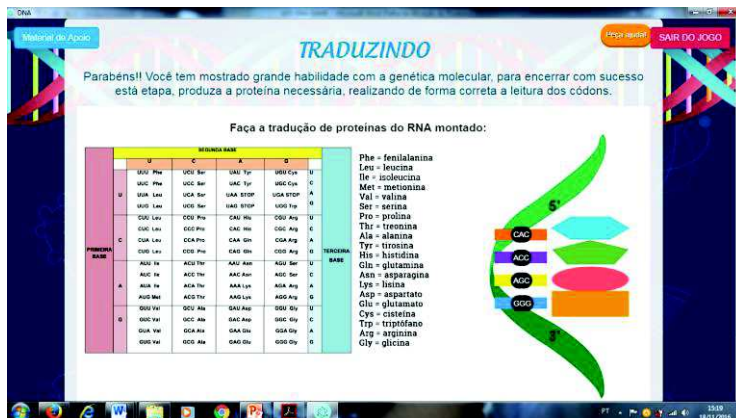 DNA
Material de Apoio
Peça ajuda!
SAIR DO JOGO
TRADUZINDO
Parabéns!! Você tem mostrado grande habilidade com a genética molecular, para encerrar com sucesso
está etapa, produza a proteína necessária, realizando de forma correta a leitura dos códons.
Faça a tradução de proteínas do RNA montado:
SEGUNDA BASE
U C A G
PRIMEIRA BASE
TERCEIRA BASE
U
UUU Phe UCU Ser UAU Tyr UGU Cys U
UUC Phe UCC Ser UAC Tyr UGC Cys C
UUA Leu UCA Ser UAA STOP UGA STOP A
UUG Leu UCG Ser UAG STOP UGG Trp G
C
CUU Leu CCU Pro CAU His CGU Arg U
CUC Leu CCC Pro CAC His CGC Arg C
CUA Leu CCA Pro CAA Gln CGA Arg A
CUG Leu CCG Pro CAG Gln CGG Arg G
A
AUU Ile ACU Thr AAU Asn AGU Ser U
AUC Ile ACC Thr AAC Asn AGC Ser C
AUA Ile ACA Thr AAA Lys AGA Arg A
AUG Met ACG Thr AAG Lys AGG Arg G
G
GUU Val GCU Ala GAU Asp GGU Gly U
GUC Val GCC Ala GAC Asp GGC Gly C
GUA Val GCA Ala GAA Glu GGA Gly A
GUG Val GCG Ala GAG Glu GGG Gly G
Phe = fenilalanina
Leu = leucina
Ile = isoleucina
Met = metionina
Val = valina
Ser = serina
Pro = prolina
Thr = treonina
Ala = alanina
Tyr = tirosina
His = histidina
Gln = glutamina
Asn = asparagina
Lys = lisina
Asp = aspartato
Glu = glutamato
Cys = cisteína
Trp = triptófano
Arg = arginina
Gly = glicina
5'
CAC
ACC
AGC
GGG
3'
PT
15:19
18/11/2016